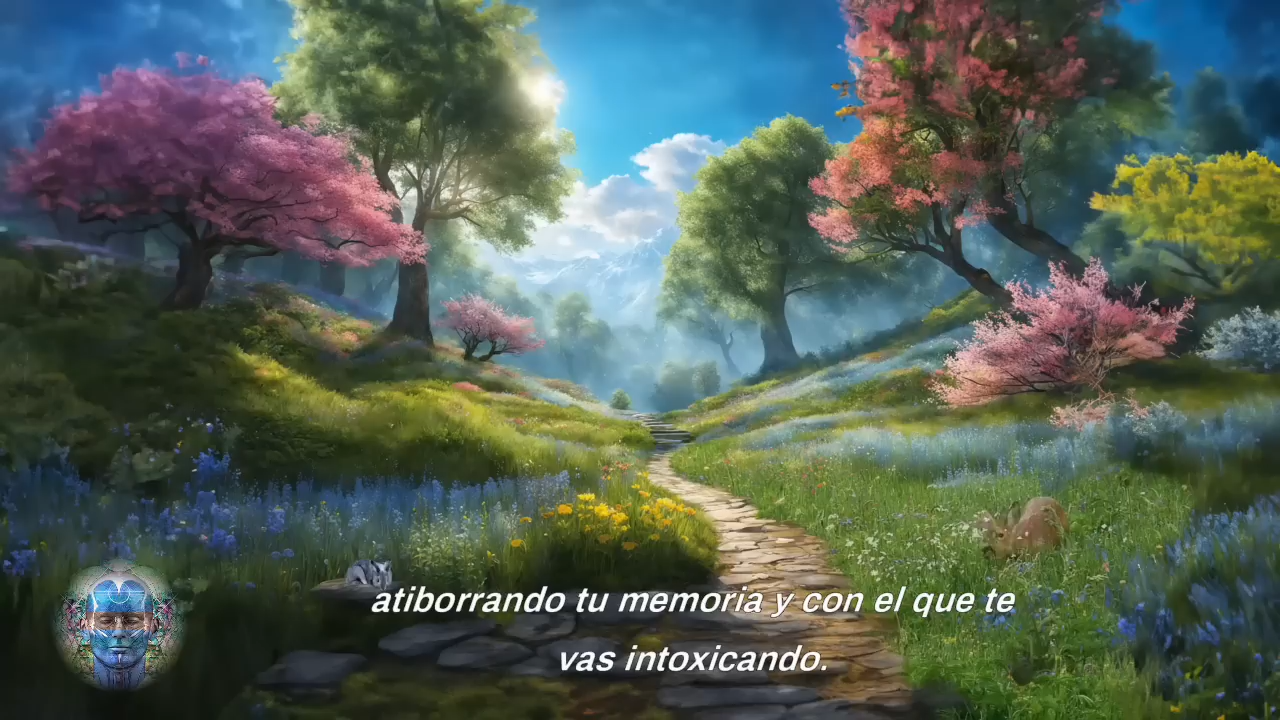 atiborrando tu memoria y con el que te
vas intoxicando.